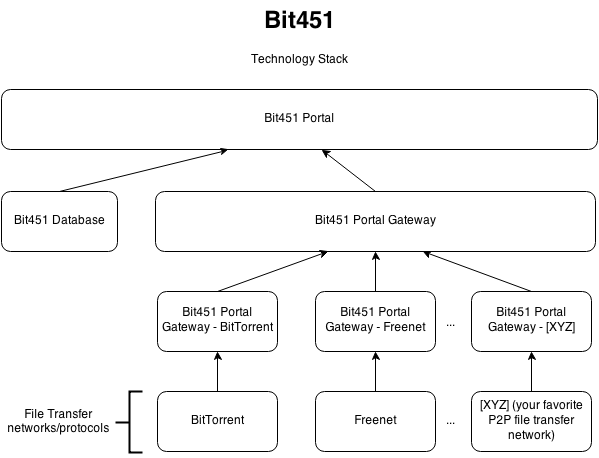 Bit451
Technology Stack
Bit451 Portal
Bit451 Database
Bit451 Portal Gateway
Bit451 Portal
Gateway - BitTorrent
Bit451 Portal
Gateway - Freenet
...
Bit451 Portal
Gateway - [XYZ]
File Transfer
networks/protocols
BitTorrent
Freenet
...
[XYZ] (your favorite
P2P file transfer
network)